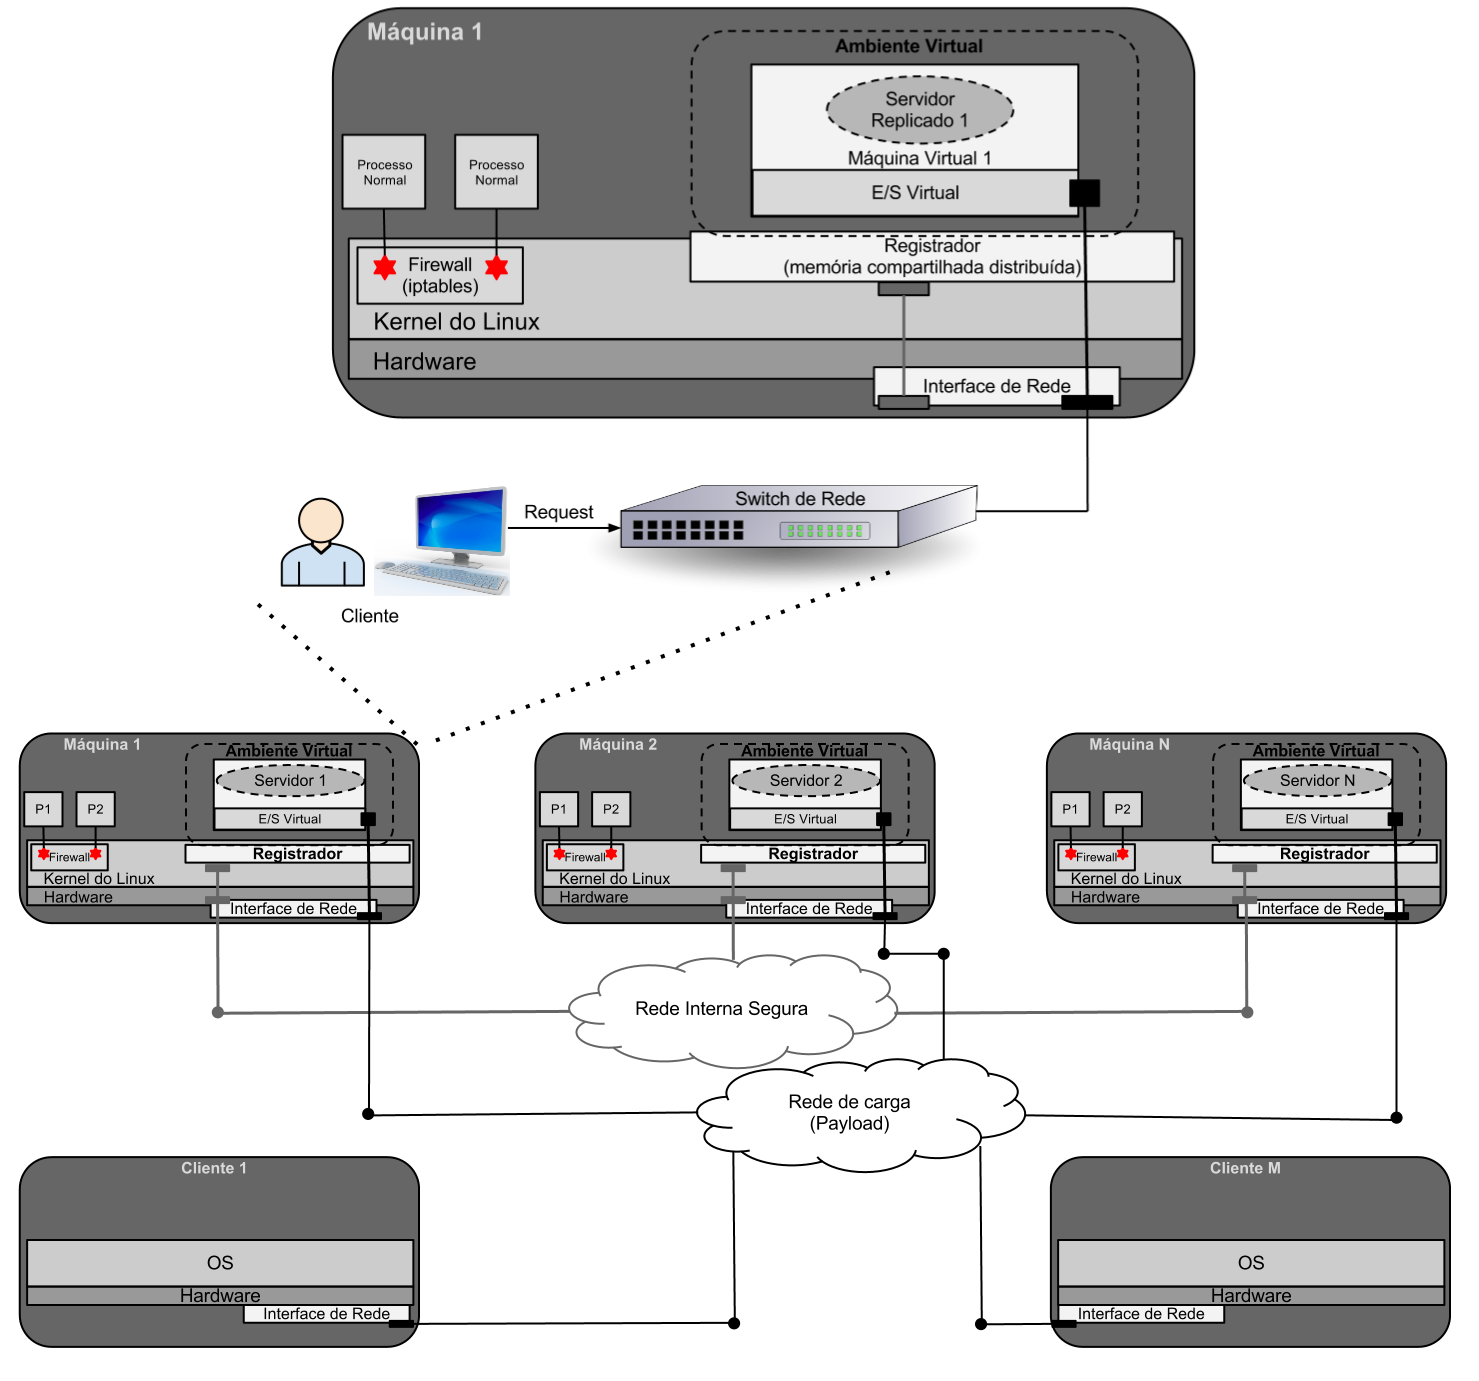 Máquina 1
Ambiente Virtual
Servidor
Replicado 1
Máquina Virtual 1
E/S Virtual
Processo
Normal
Processo
Normal
Registrador
(memória compartilhada distribuída)
Firewall
(iptables)
Kernel do Linux
Hardware
Interface de Rede
Switch de Rede
Request
Cliente
Máquina 1
Ambiente Virtual
Servidor 1
P1
P2
E/S Virtual
Firewall
Registrador
Kernel do Linux
Hardware
Interface de Rede
Máquina 2
Ambiente Virtual
Servidor 2
P1
P2
E/S Virtual
Firewall
Registrador
Kernel do Linux
Hardware
Interface de Rede
Máquina N
Ambiente Virtual
Servidor N
P1
P2
E/S Virtual
Firewall
Registrador
Kernel do Linux
Hardware
Interface de Rede
Rede Interna Segura
Rede de carga
(Payload)
Cliente 1
OS
Hardware
Interface de Rede
Cliente M
OS
Hardware
Interface de Rede